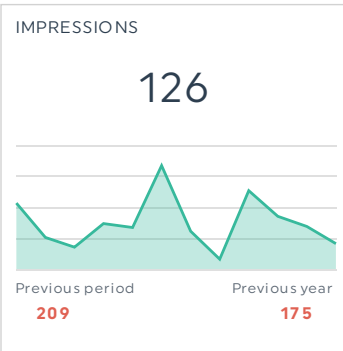 IMPRESSIONS
126
Previous period Previous year
209 175